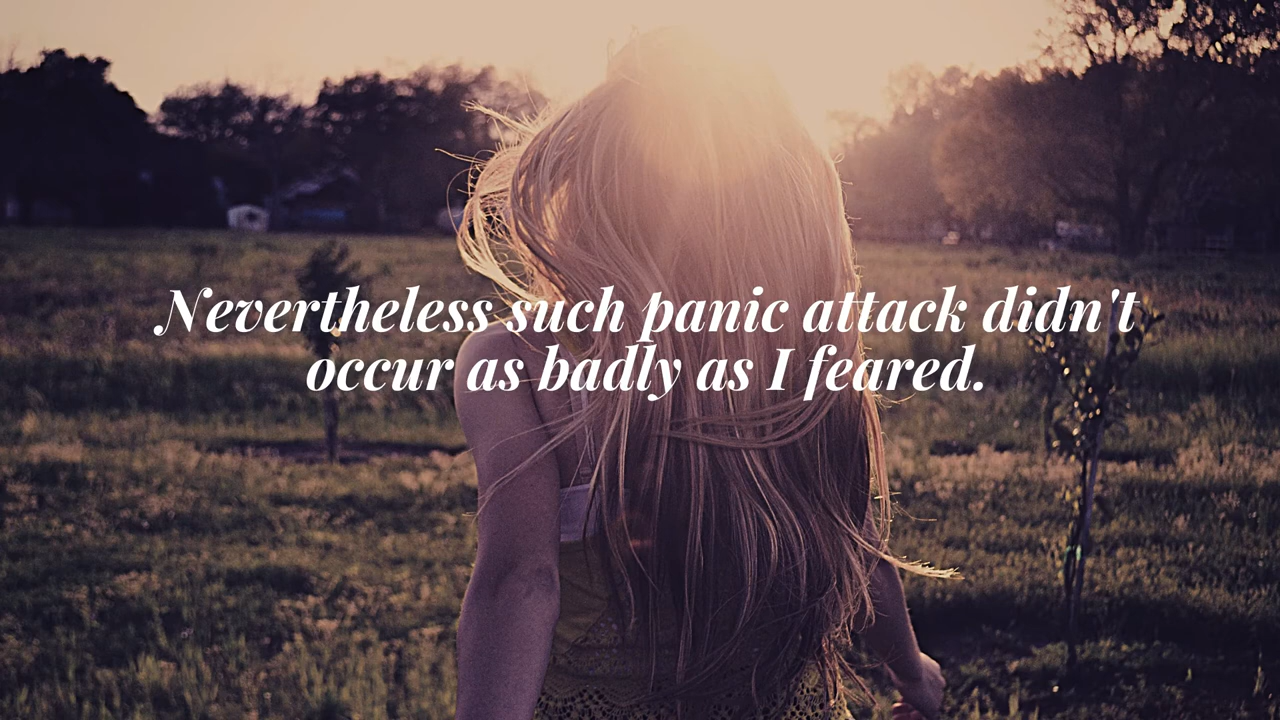 Nevertheless such panic attack didn't
occur as badly as I feared.